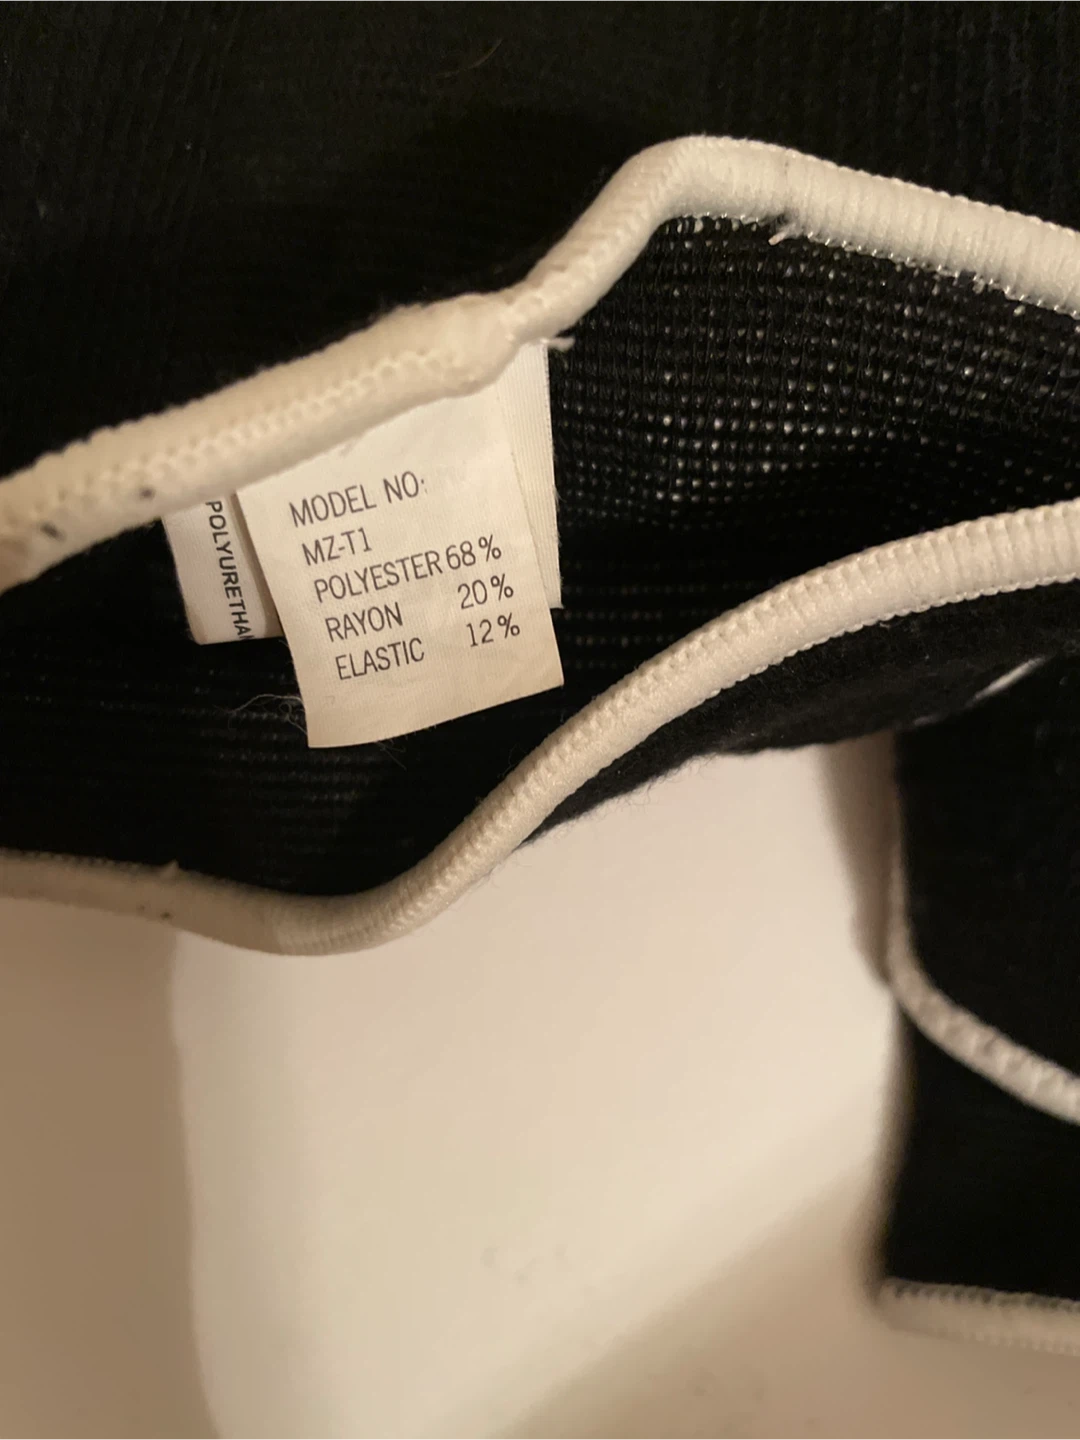 MODEL NO:
MZ-T1
POLYESTER 68%
RAYON 20%
ELASTIC 12%
POLYURETHA